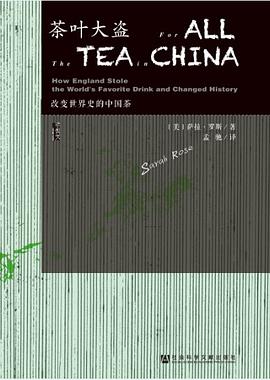 茶叶大盗 For ALL
The TEA in CHINA
How England Stole
the World's Favorite Drink and Changed History
改变世界史的中国茶
〔美〕萨拉·罗斯/著
孟驰/译
Sarah Rose
社会科学文献出版社